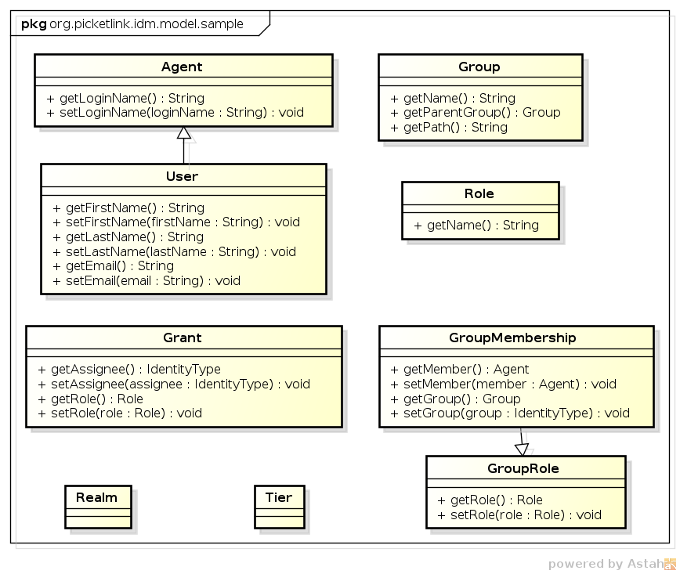 pkg org.picketlink.idm.model.sample
Agent
+ getLoginName() : String
+ setLoginName(loginName : String) : void
Group
+ getName() : String
+ getParentGroup() : Group
+ getPath() : String
User
+ getFirstName() : String
+ setFirstName(firstName : String) : void
+ getLastName() : String
+ setLastName(lastName : String) : void
+ getEmail() : String
+ setEmail(email : String) : void
Role
+ getName() : String
Grant
+ getAssignee() : IdentityType
+ setAssignee(assignee : IdentityType) : void
+ getRole() : Role
+ setRole(role : Role) : void
GroupMembership
+ getMember() : Agent
+ setMember(member : Agent) : void
+ getGroup() : Group
+ setGroup(group : IdentityType) : void
GroupRole
+ getRole() : Role
+ setRole(role : Role) : void
Realm
Tier
powered by Astah